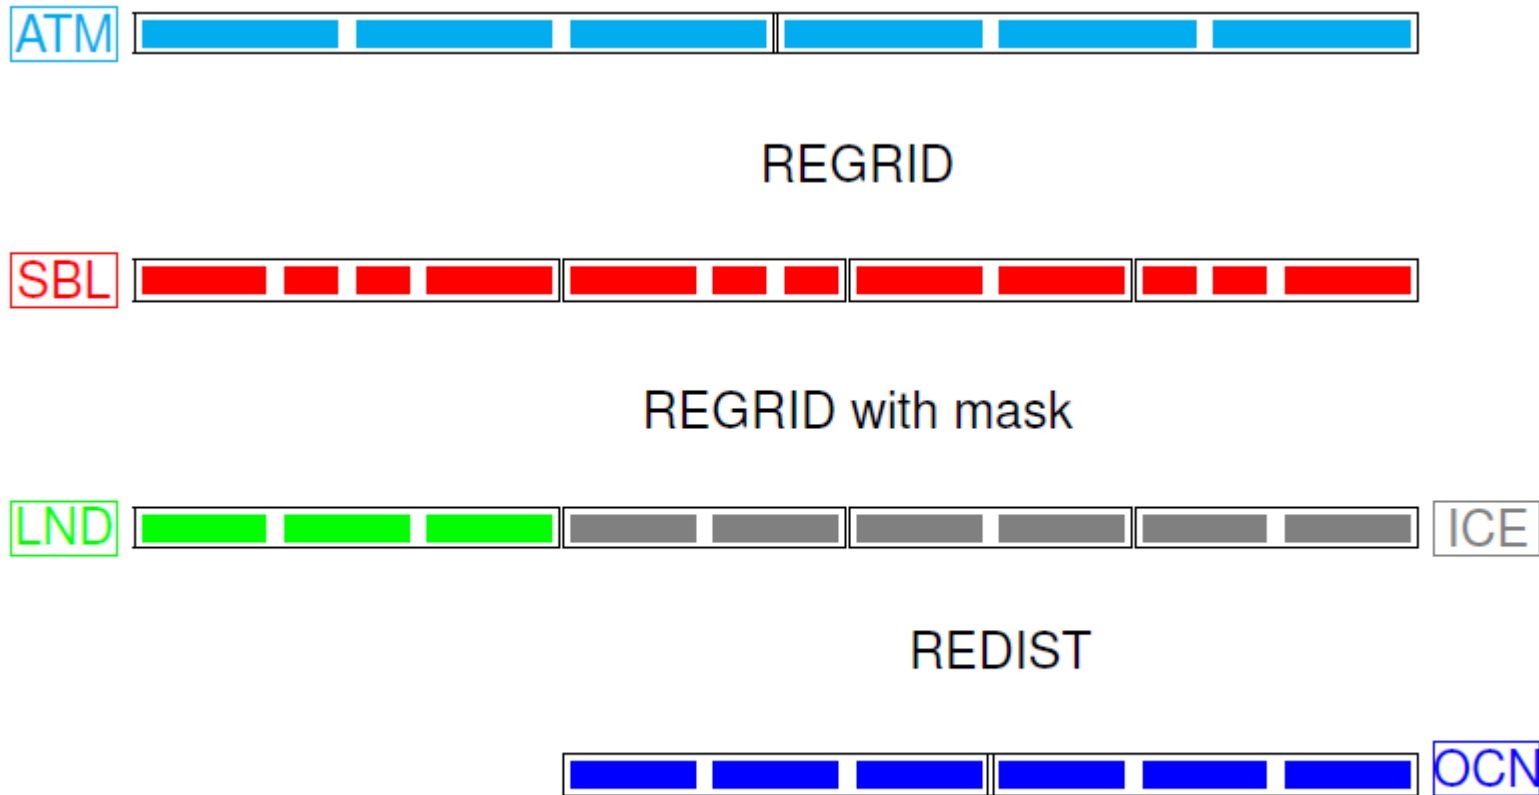 ATM
REGRID
SBL
REGRID with mask
LND
ICE
REDIST
OCN